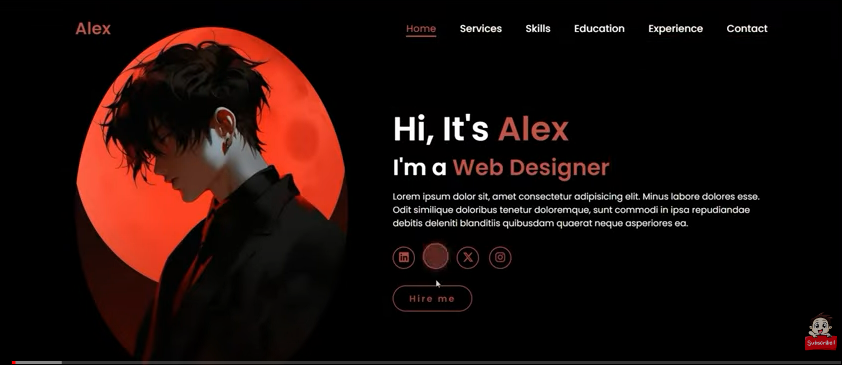 Alex
Home Services Skills Education Experience Contact
Hi, It's Alex
I'm a Web Designer
Lorem ipsum dolor sit, amet consectetur adipisicing elit. Minus labore dolores esse.
Odit similique doloribus tenetur doloremque, sunt commodi in ipsa repudiandae
debitis deleniti blanditiis quibusdam quaerat neque asperiores ea.
Hire me
Subscribe!